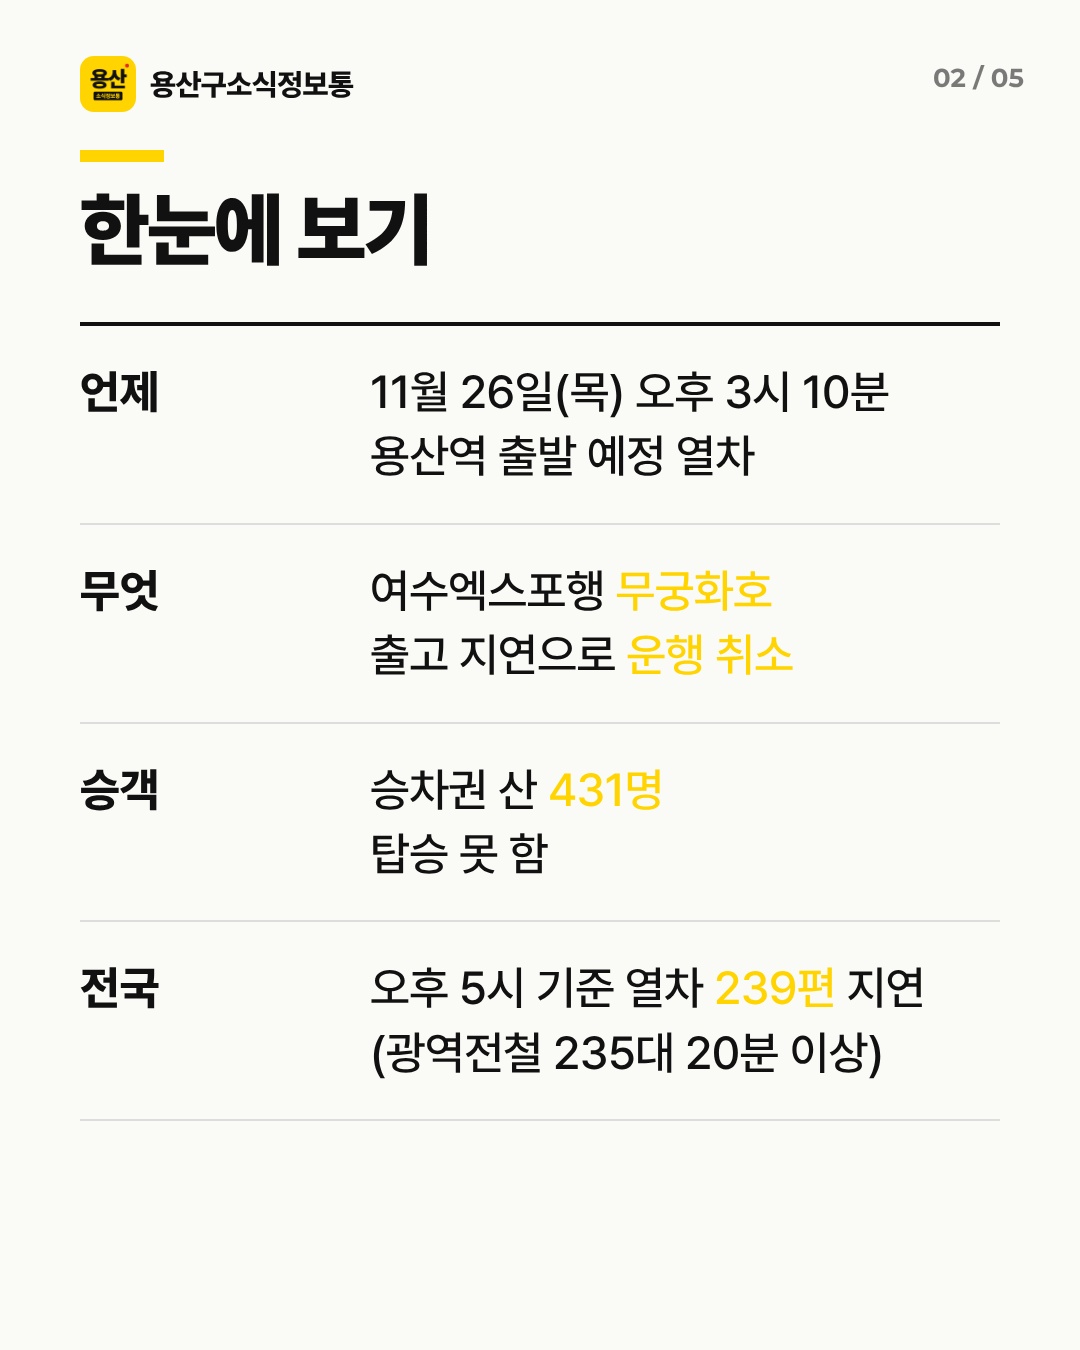 용산
소식정보통
용산구소식정보통
02 / 05
한눈에 보기
언제
11월 26일(목) 오후 3시 10분
용산역 출발 예정 열차
무엇
여수엑스포행 무궁화호
출고 지연으로 운행 취소
승객
승차권 산 431명
탑승 못 함
전국
오후 5시 기준 열차 239편 지연
(광역전철 235대 20분 이상)